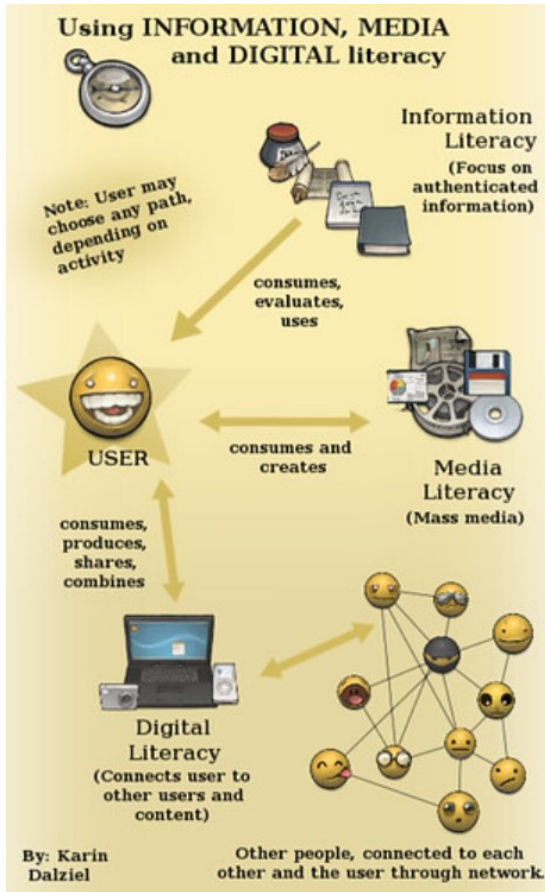 Using INFORMATION, MEDIA
and DIGITAL literacy
Information
Literacy
(Focus on
authenticated
information)
Note: User may
choose any path,
depending on
activity
consumes,
evaluates,
uses
USER
consumes and
creates
Media
Literacy
(Mass media)
consumes,
produces,
shares,
combines
Digital
Literacy
(Connects user to
other users and
content)
By: Karin
Dalziel
Other people, connected to each
other and the user through network.